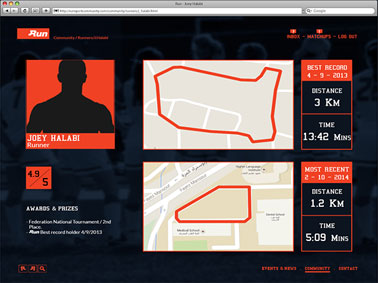 Run - Joey Halabi
Google
Run
Community / Runners/JHalabi
INBOX - MATCHUPS - LOG OUT
JOEY HALABI
Runner
BEST RECORD
4 - 9 - 2013
DISTANCE
3 Km
TIME
13:42 Mins
4.9
5
AWARDS & PRIZES
- Federation National Tournament / 2nd
Place.
- Run Best record holder 4/9/2013
MOST RECENT
2 - 10 - 2014
DISTANCE
1.2 Km
TIME
5:09 Mins
Medical School
EVENTS & NEWS
COMMUNITY
CONTACT